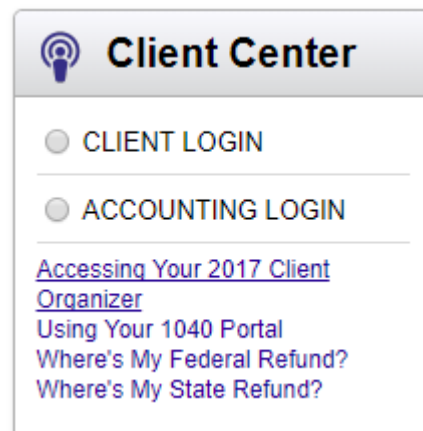 Client Center
CLIENT LOGIN
ACCOUNTING LOGIN
Accessing Your 2017 Client
Organizer
Using Your 1040 Portal
Where's My Federal Refund?
Where's My State Refund?